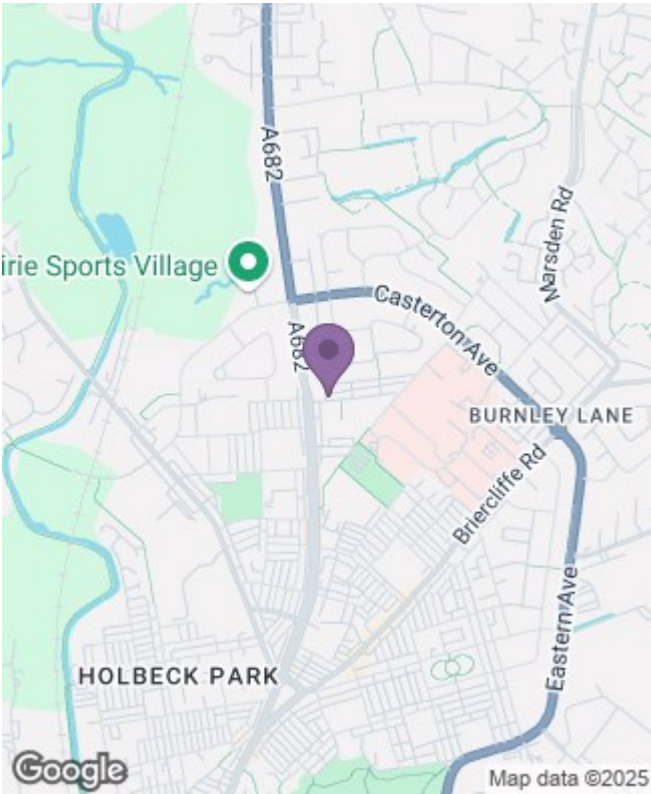 A682
Marsden Rd
irie Sports Village
Casterton Ave
A682
BURNLEY LANE
Briercliffe Rd
Eastern Ave
HOLBECK PARK
Google
Map data ©2025